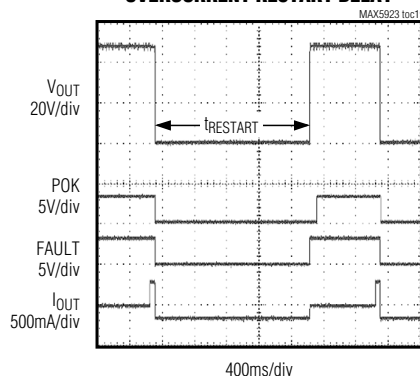 OVERCURRENT RESTART DELAY
MAX5923 toc1
VOUT
20V/div
tRESTART
POK
5V/div
FAULT
5V/div
IOUT
500mA/div
400ms/div